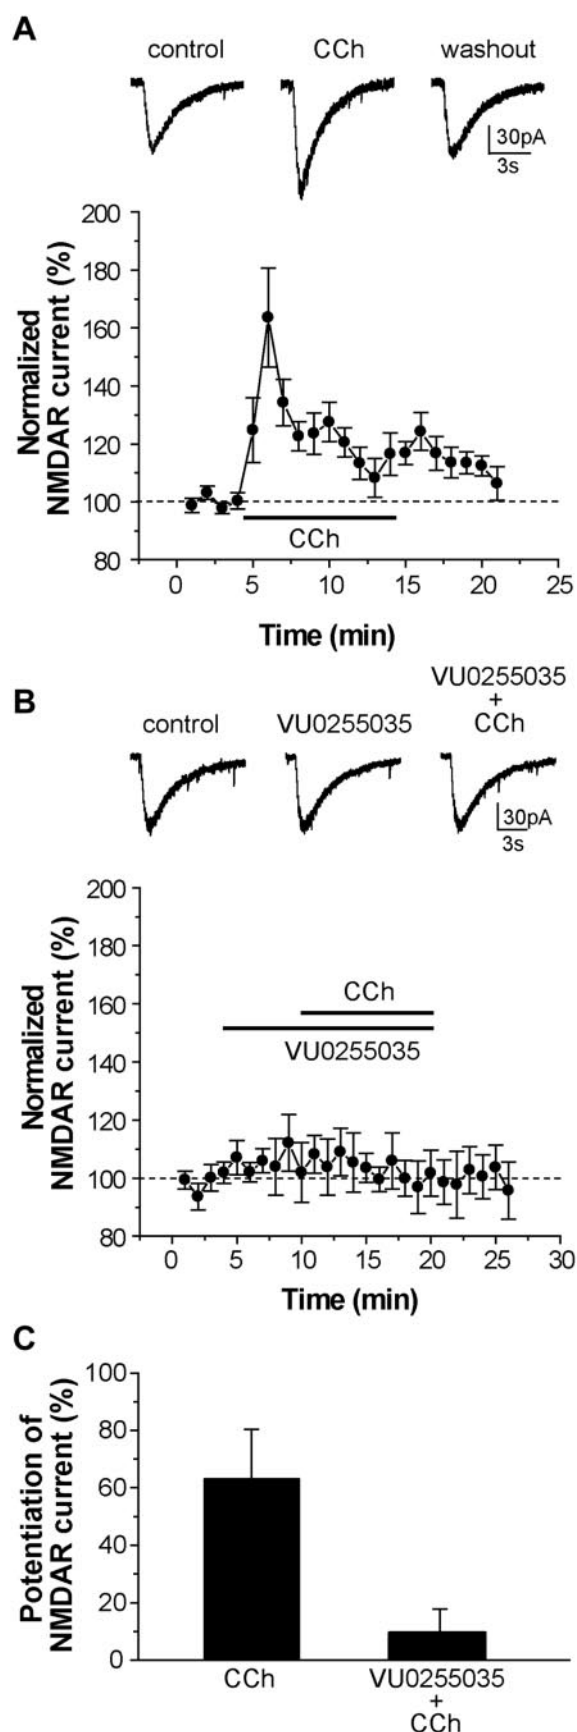 A
control CCh washout
30pA
3s
Normalized
NMDAR current (%)
200
180
160
140
120
100
80
CCh
0 5 10 15 20 25
Time (min)
B
control VU0255035 VU0255035
+
CCh
30pA
3s
Normalized
NMDAR current (%)
200
180
160
140
120
100
80
CCh
VU0255035
0 5 10 15 20 25 30
Time (min)
C
Potentiation of
NMDAR current (%)
100
80
60
40
20
0
CCh VU0255035
+
CCh